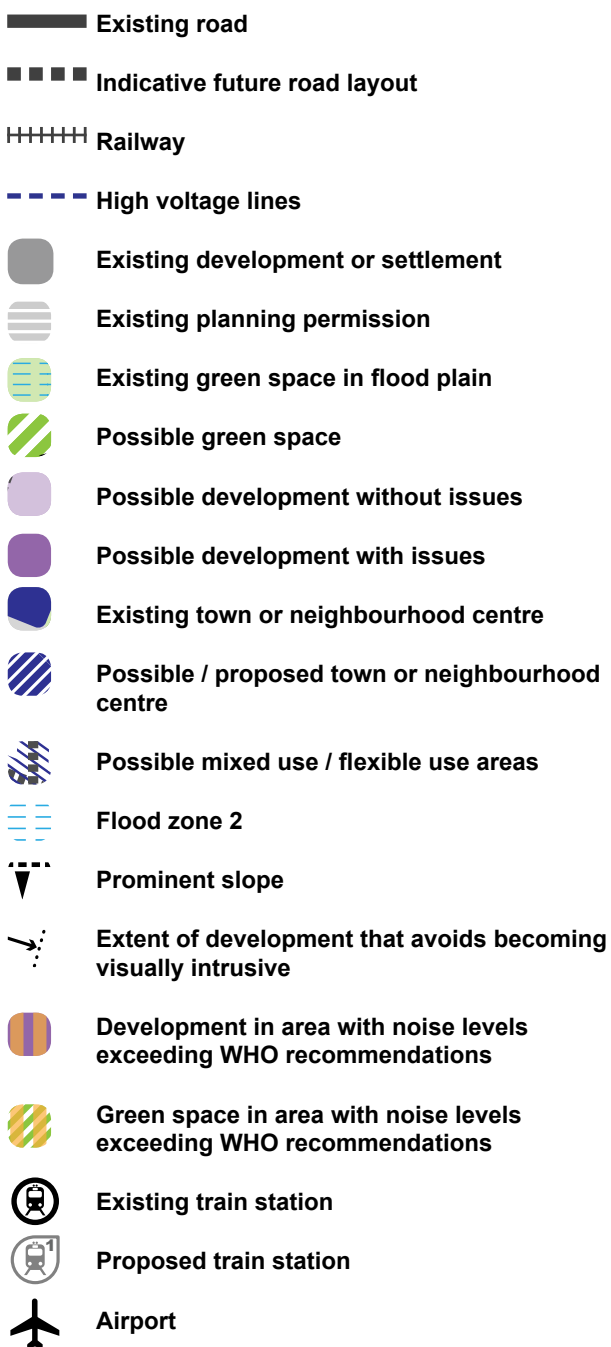 Existing road
Indicative future road layout
Railway
High voltage lines
Existing development or settlement
Existing planning permission
Existing green space in flood plain
Possible green space
Possible development without issues
Possible development with issues
Existing town or neighbourhood centre
Possible / proposed town or neighbourhood
centre
Possible mixed use / flexible use areas
Flood zone 2
Prominent slope
Extent of development that avoids becoming
visually intrusive
Development in area with noise levels
exceeding WHO recommendations
Green space in area with noise levels
exceeding WHO recommendations
Existing train station
1
Proposed train station
Airport